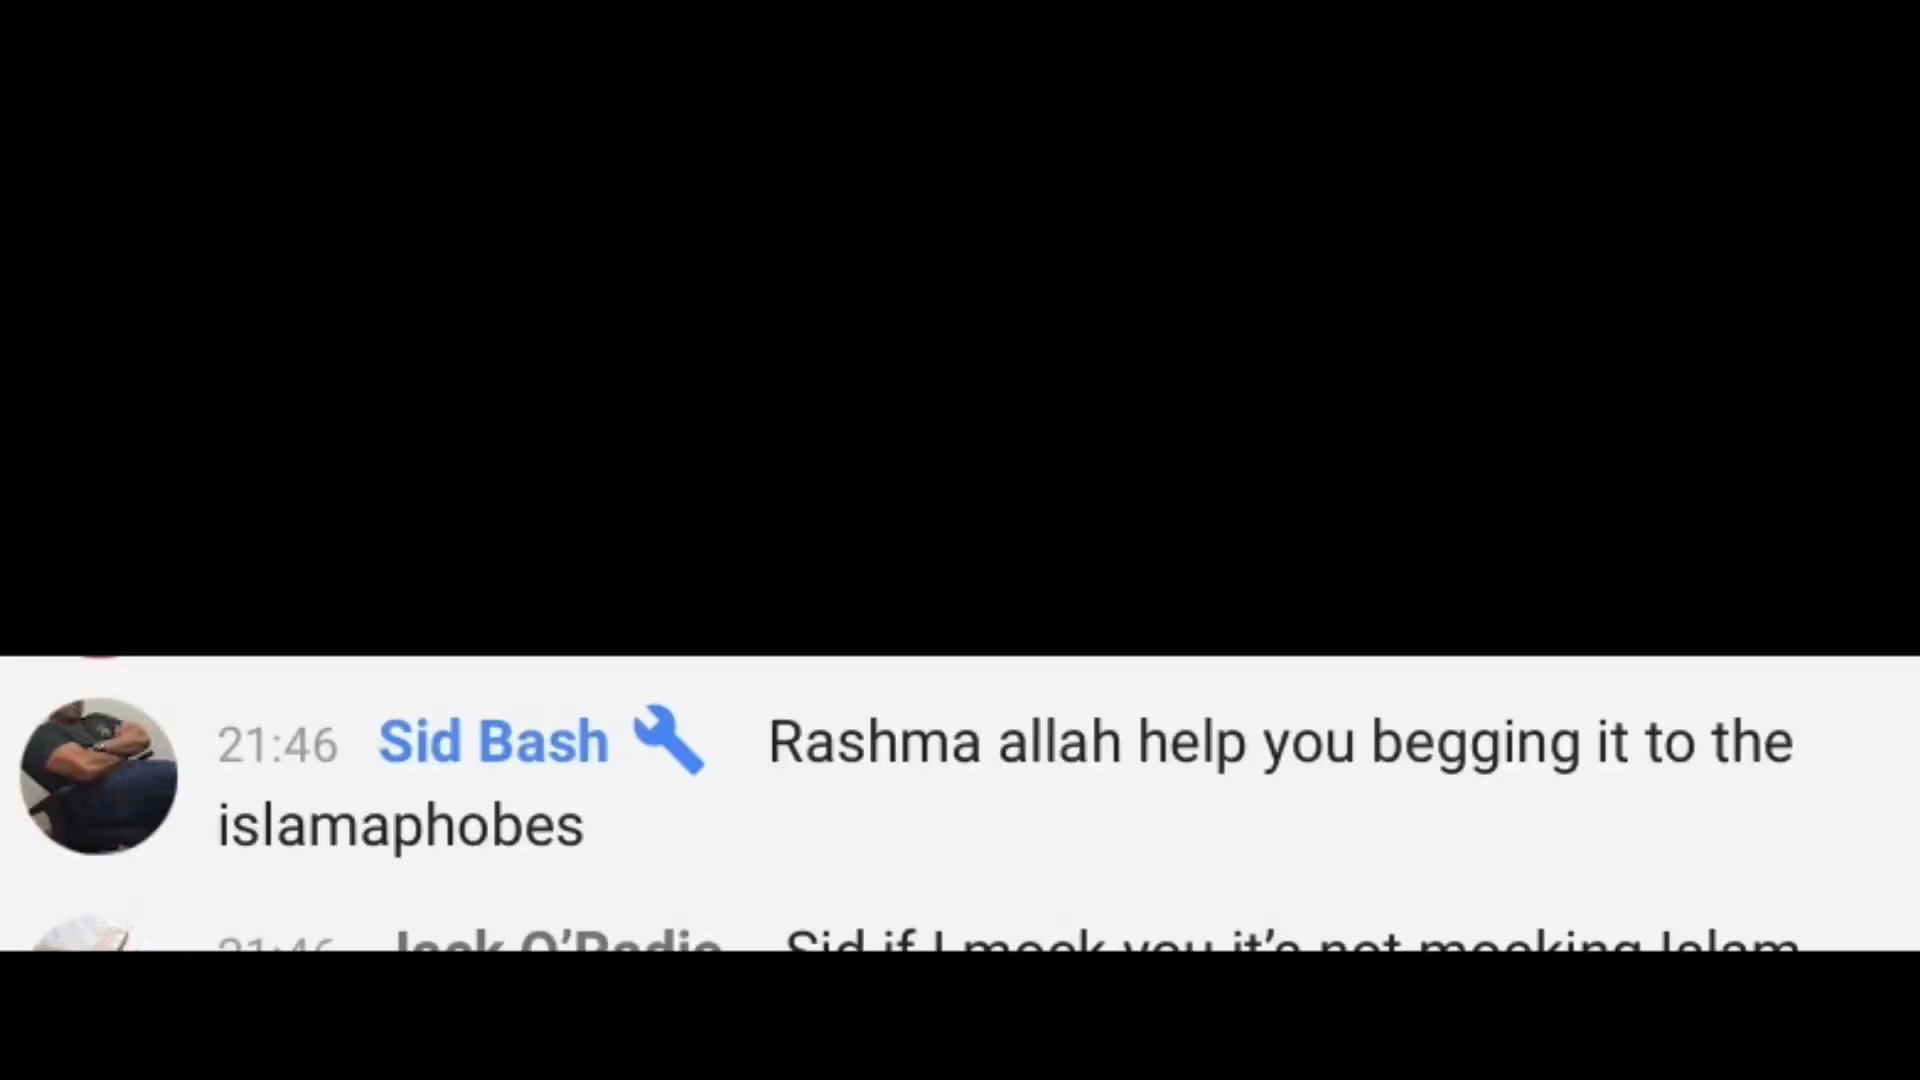 21:46 Sid Bash Rashma allah help you begging it to the
islamaphobes
21:46 Jack O'Radio Sid if I mock you it's not mocking Islam